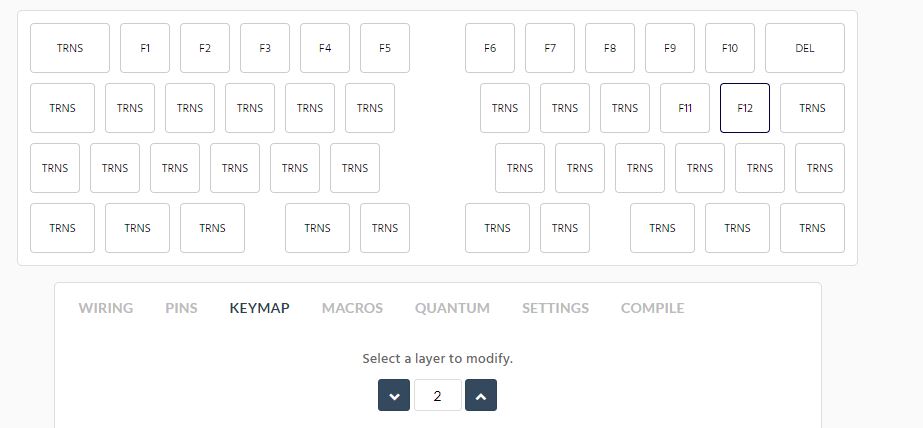 TRNS F1 F2 F3 F4 F5 F6 F7 F8 F9 F10 DEL
TRNS TRNS TRNS TRNS TRNS TRNS TRNS TRNS TRNS F11 F12 TRNS
TRNS TRNS TRNS TRNS TRNS TRNS TRNS TRNS TRNS TRNS TRNS TRNS
TRNS TRNS TRNS TRNS TRNS TRNS TRNS TRNS TRNS TRNS
WIRING PINS KEYMAP MACROS QUANTUM SETTINGS COMPILE
Select a layer to modify.
2